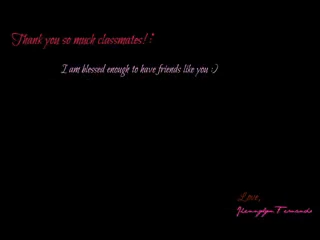 Thank you so much classmates! :"
I am blessed enough to have friends like you :)
Love,